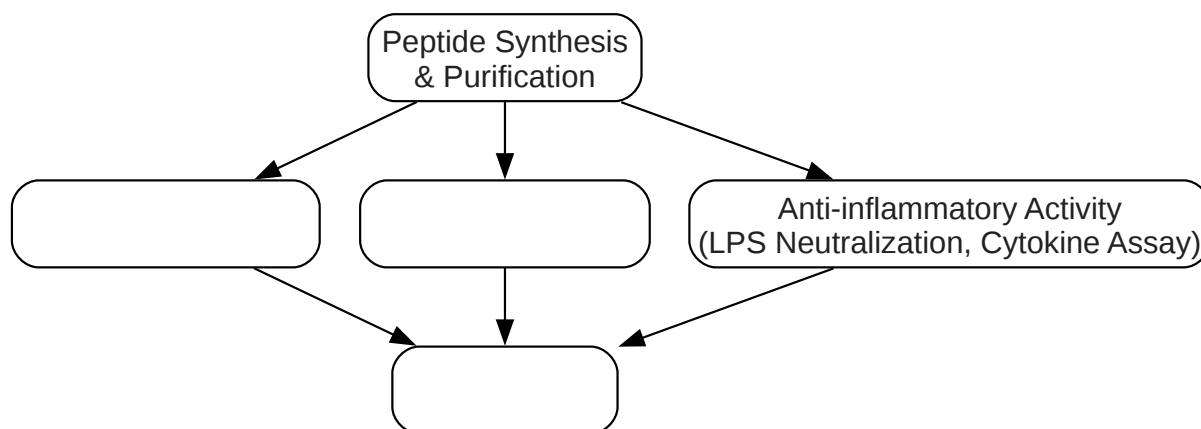 Peptide Synthesis
& Purification
Anti-inflammatory Activity
(LPS Neutralization, Cytokine Assay)